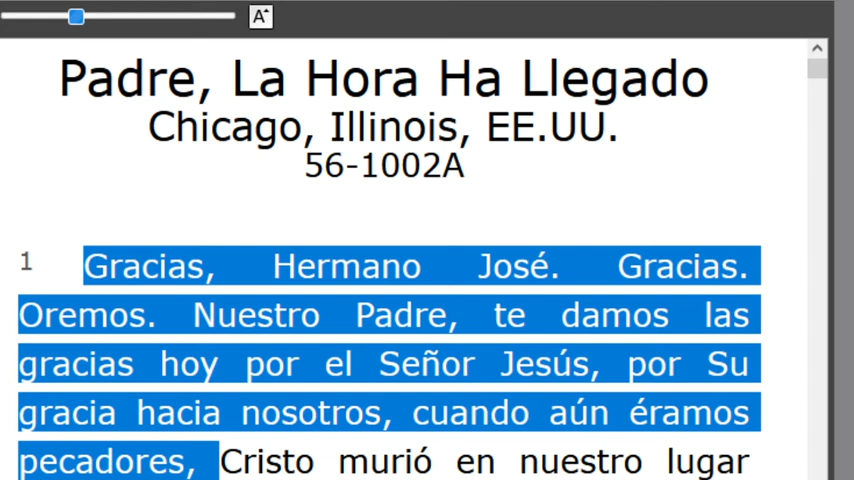 A
Padre, La Hora Ha Llegado
Chicago, Illinois, EE.UU.
56-1002A
1 Gracias, Hermano José. Gracias.
Oremos. Nuestro Padre, te damos las
gracias hoy por el Señor Jesús, por Su
gracia hacia nosotros, cuando aún éramos
pecadores, Cristo murió en nuestro lugar